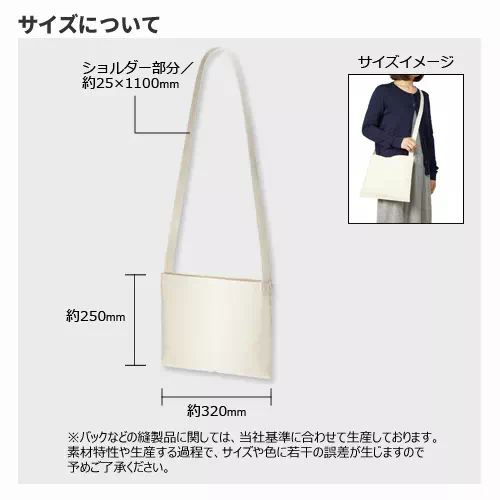 サイズについて
ショルダー部分／
約25×1100mm
サイズイメージ
約250mm
約320mm
※バックなどの縫製品に関しては、当社基準に合わせて生産しております。
素材特性や生産する過程で、サイズや色に若干の誤差が生じますので
予めご了承ください。